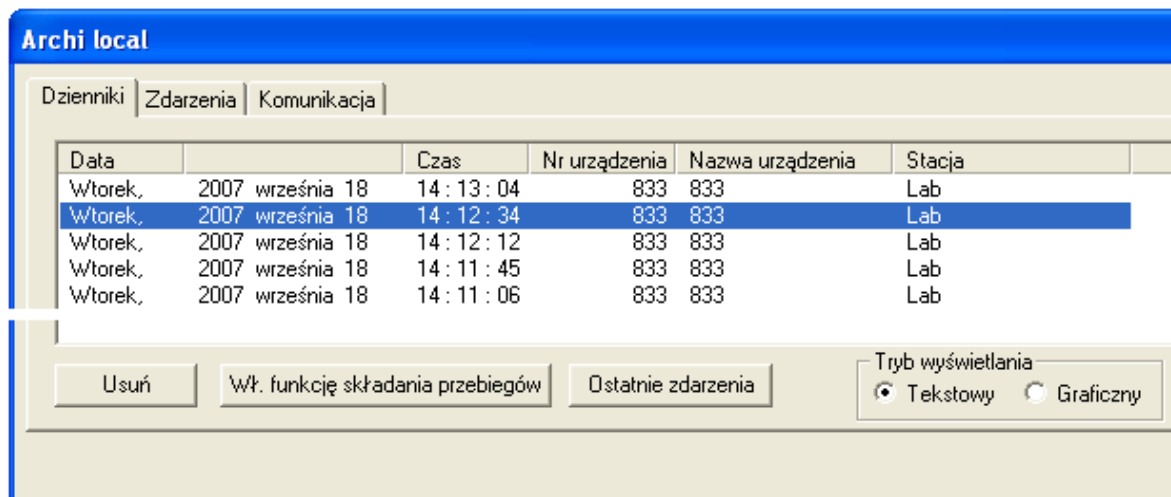 Archi local
Dzienniki Zdarzenia Komunikacja
Data Czas Nr urządzenia Nazwa urządzenia Stacja
Wtorek, 2007 września 18 14 : 13 : 04 833 833 Lab
Wtorek, 2007 września 18 14 : 12 : 34 833 833 Lab
Wtorek, 2007 września 18 14 : 12 : 12 833 833 Lab
Wtorek, 2007 września 18 14 : 11 : 45 833 833 Lab
Wtorek, 2007 września 18 14 : 11 : 06 833 833 Lab
Tryb wyświetlania
Usuń Wł. funkcję składania przebiegów Ostatnie zdarzenia Tekstowy Graficzny